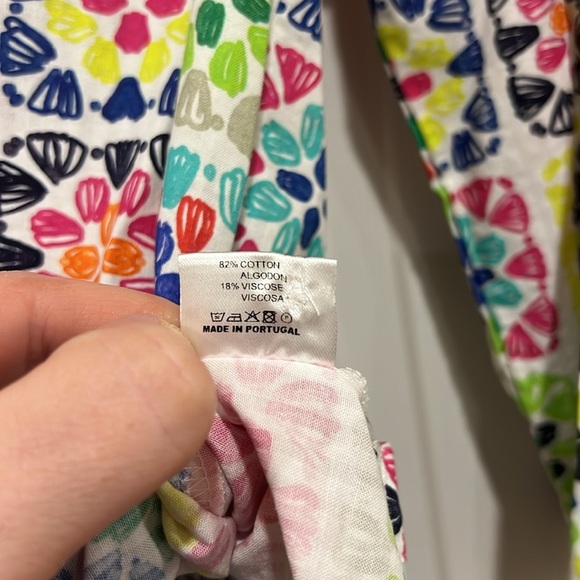 82% COTTON
ALGODON
18% VISCOSE
VISCOSA
MADE IN PORTUGAL